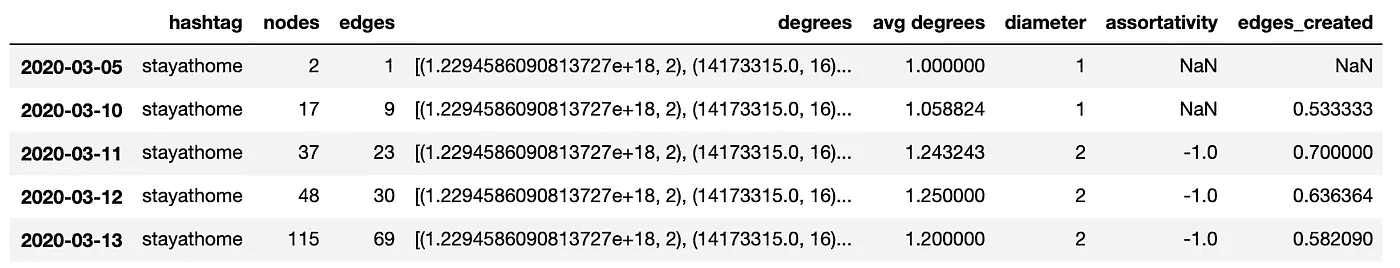 hashtag nodes edges degrees avg degrees diameter assortativity edges_created
2020-03-05 stayathome 2 1 [(1.2294586090813727e+18, 2), (14173315.0, 16)... 1.000000 1 NaN NaN
2020-03-10 stayathome 17 9 [(1.2294586090813727e+18, 2), (14173315.0, 16)... 1.058824 1 NaN 0.533333
2020-03-11 stayathome 37 23 [(1.2294586090813727e+18, 2), (14173315.0, 16)... 1.243243 2 -1.0 0.700000
2020-03-12 stayathome 48 30 [(1.2294586090813727e+18, 2), (14173315.0, 16)... 1.250000 2 -1.0 0.636364
2020-03-13 stayathome 115 69 [(1.2294586090813727e+18, 2), (14173315.0, 16)... 1.200000 2 -1.0 0.582090